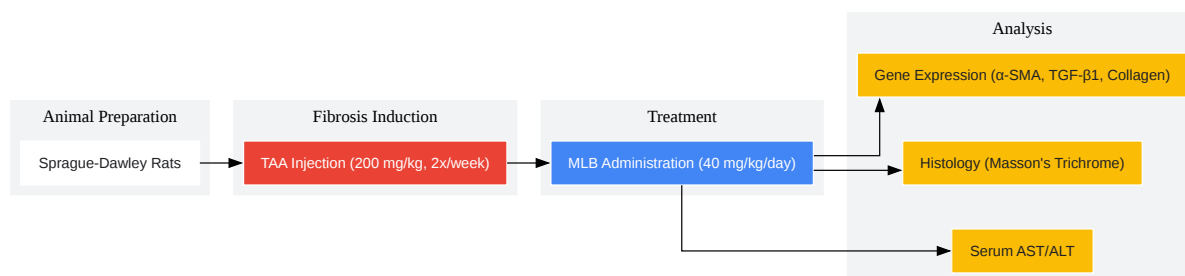 Animal Preparation
Sprague-Dawley Rats
Fibrosis Induction
TAA Injection (200 mg/kg, 2x/week)
Treatment
MLB Administration (40 mg/kg/day)
Analysis
Gene Expression (α-SMA, TGF-β1, Collagen)
Histology (Masson's Trichrome)
Serum AST/ALT